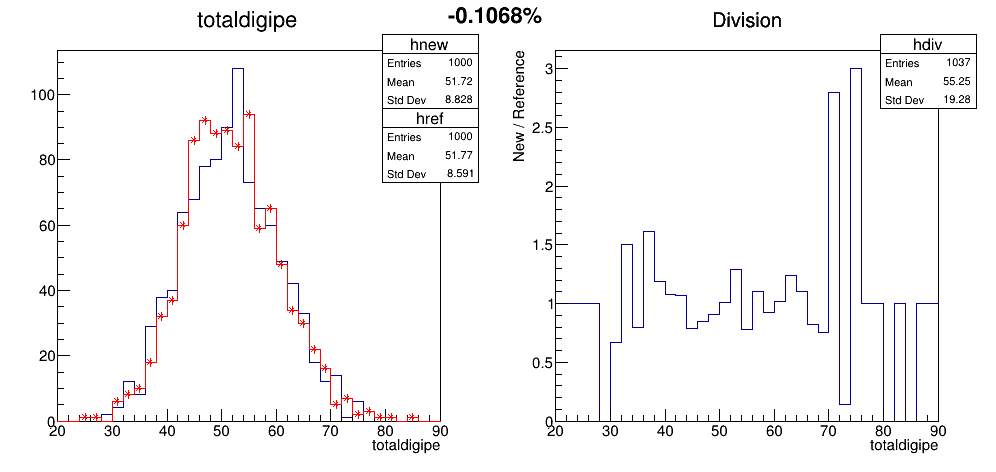 totaldigipe
-0.1068%
Division
hnew
Entries 1000
Mean 51.72
Std Dev 8.828
href
Entries 1000
Mean 51.77
Std Dev 8.591
100
80
60
40
20
0
20 30 40 50 60 70 80 90
totaldigipe
hdiv
Entries 1037
Mean 55.25
Std Dev 19.28
New / Reference
3
2.5
2
1.5
1
0.5
0
20 30 40 50 60 70 80 90
totaldigipe